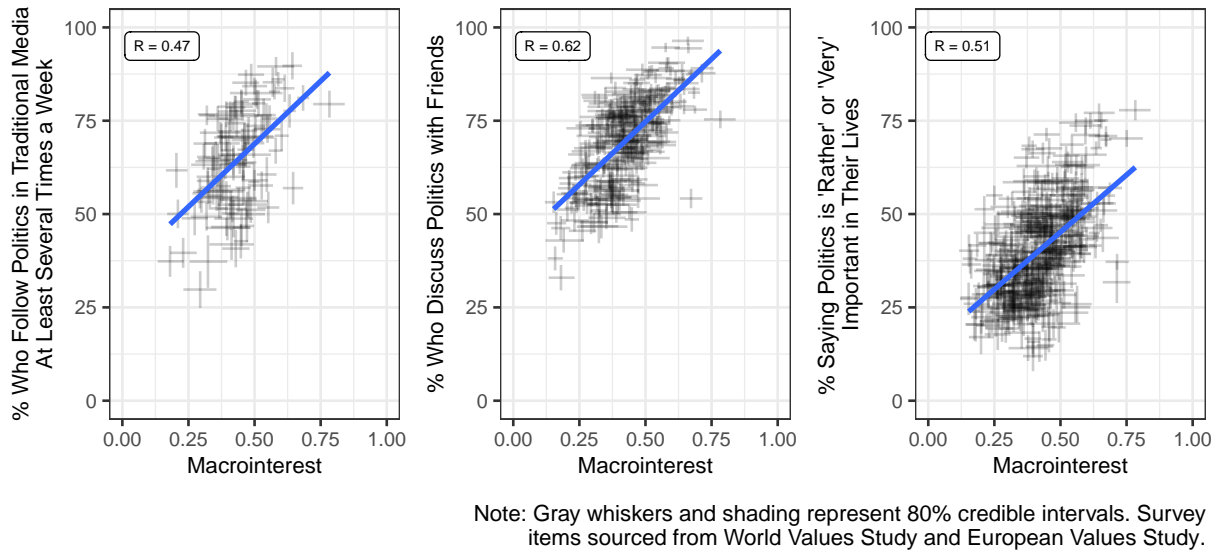 % Who Follow Politics in Traditional Media
At Least Several Times a Week
100
75
50
25
0
R = 0.47
0.00 0.25 0.50 0.75 1.00
Macrointerest
% Who Discuss Politics with Friends
100
75
50
25
0
R = 0.62
0.00 0.25 0.50 0.75 1.00
Macrointerest
% Saying Politics is 'Rather' or 'Very'
Important in Their Lives
100
75
50
25
0
R = 0.51
0.00 0.25 0.50 0.75 1.00
Macrointerest
Note: Gray whiskers and shading represent 80% credible intervals. Survey
items sourced from World Values Study and European Values Study.